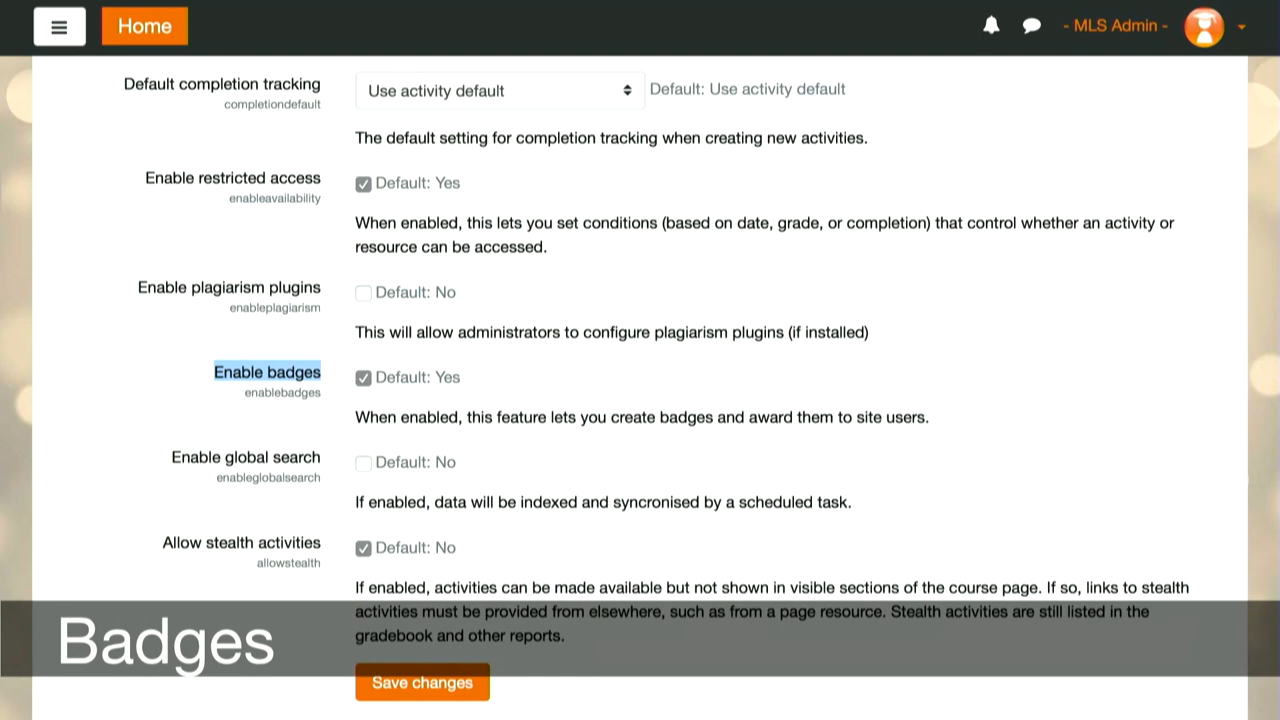 Home
- MLS Admin -
Default completion tracking
completiondefault
Use activity default
Default: Use activity default
The default setting for completion tracking when creating new activities.
Enable restricted access
enableavailability
Default: Yes
When enabled, this lets you set conditions (based on date, grade, or completion) that control whether an activity or
resource can be accessed.
Enable plagiarism plugins
enableplagiarism
Default: No
This will allow administrators to configure plagiarism plugins (if installed)
Enable badges
enablebadges
Default: Yes
When enabled, this feature lets you create badges and award them to site users.
Enable global search
enableglobalsearch
Default: No
If enabled, data will be indexed and syncronised by a scheduled task.
Allow stealth activities
allowstealth
Default: No
If enabled, activities can be made available but not shown in visible sections of the course page. If so, links to stealth
activities must be provided from elsewhere, such as from a page resource. Stealth activities are still listed in the
gradebook and other reports.
Badges
Save changes